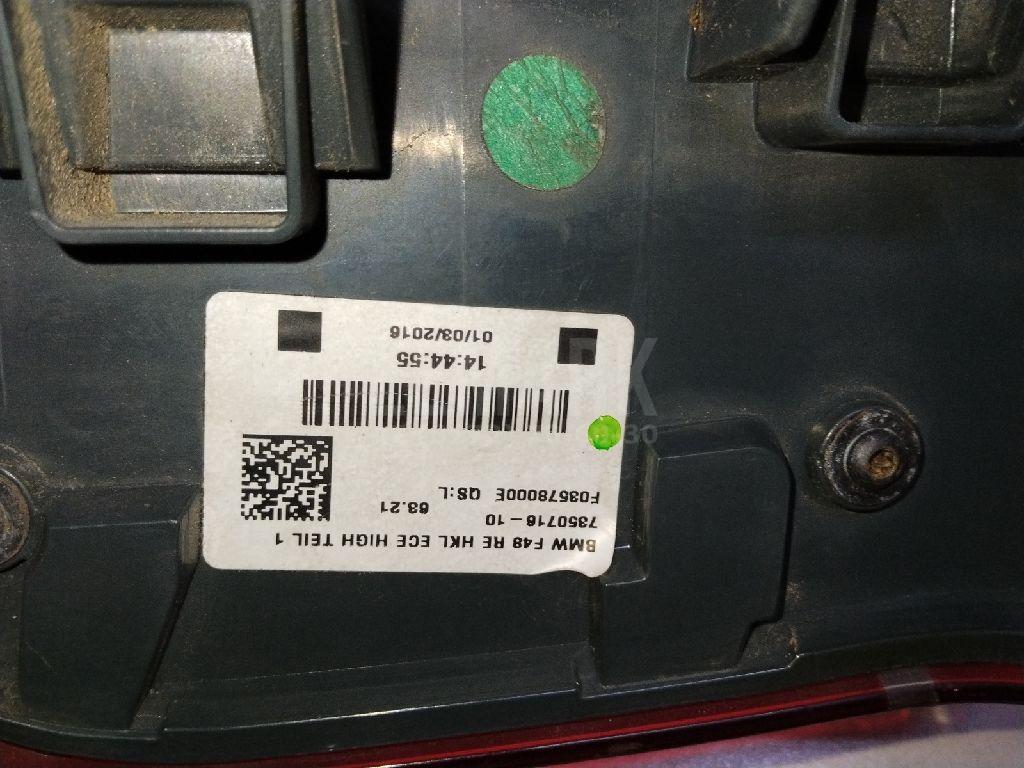 BMW F48 RE HKL ECE HIGH TEIL 1
7350716-10 63.21
F03578000E QS:L
14:44:55
01/03/2016